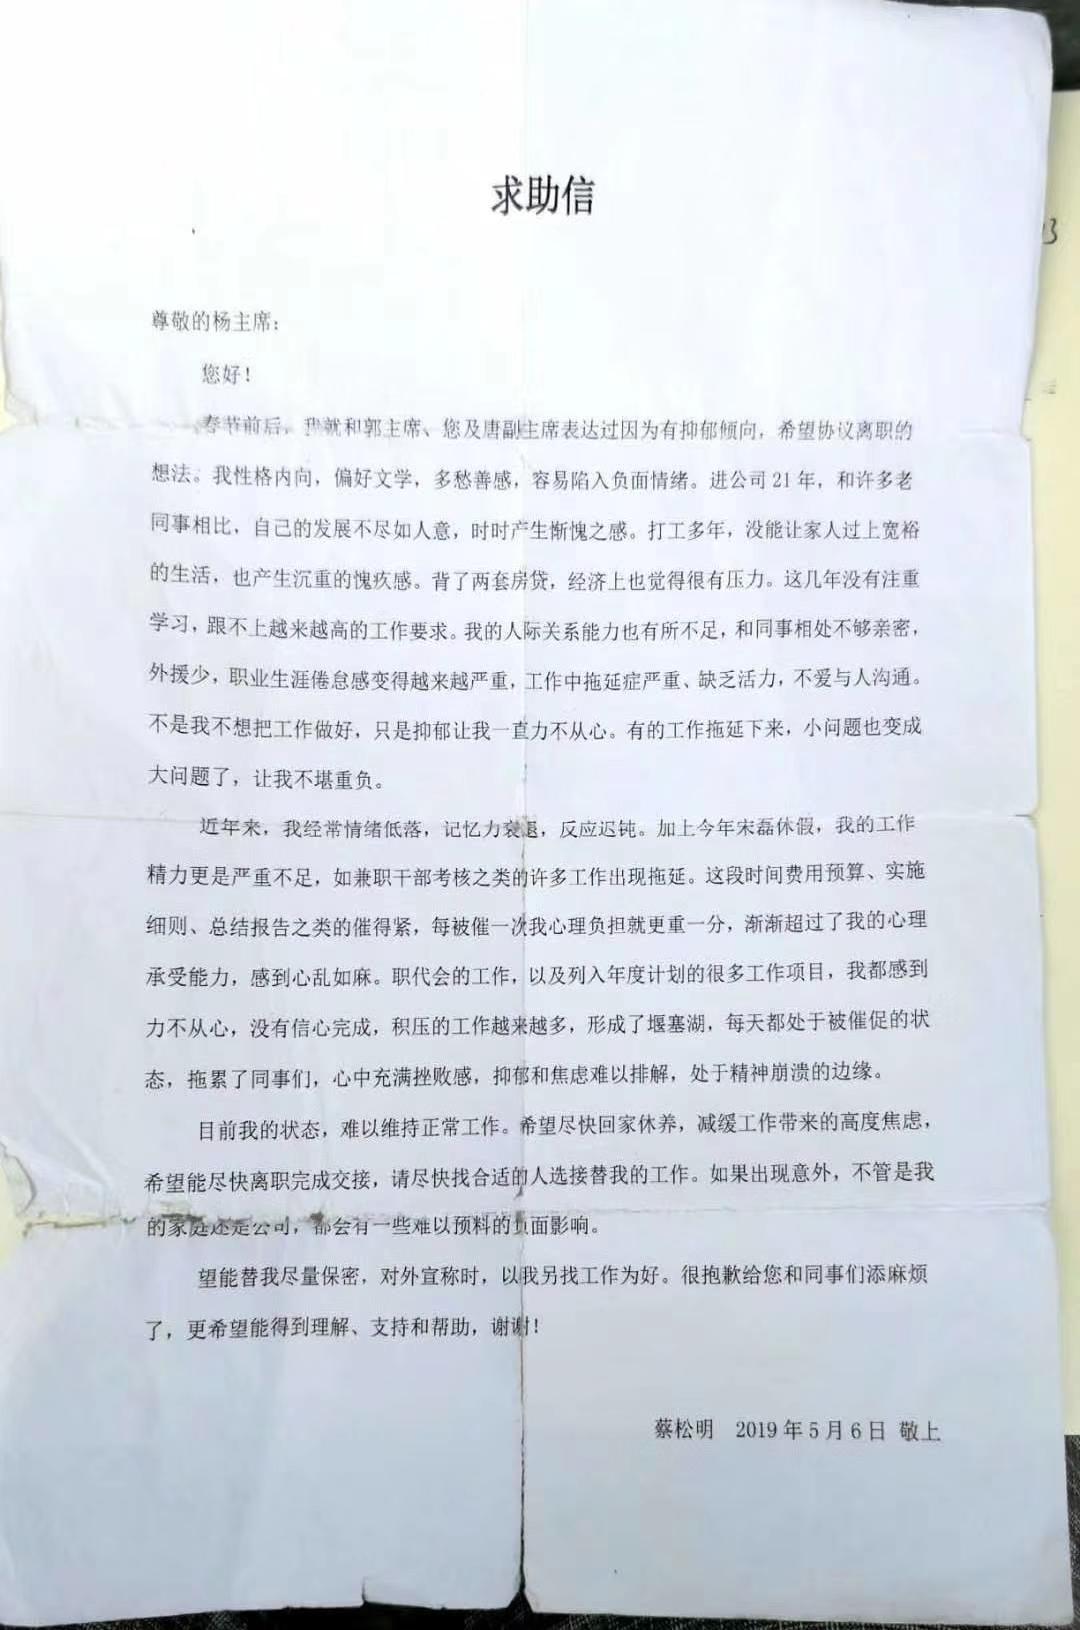 求助信
尊敬的杨主席：
您好！
春节前后，我就和郭主席、您及唐副主席表达过因为有抑郁倾向，希望协议离职的
想法。我性格内向，偏好文学，多愁善感，容易陷入负面情绪。进公司21年，和许多老
同事相比，自己的发展不尽如人意，时时产生惭愧之感。打工多年，没能让家人过上宽裕
的生活，也产生沉重的愧疚感。背了两套房贷，经济上也觉得很有压力。这几年没有注重
学习，跟不上越来越高的工作要求。我的人际关系能力也有所不足，和同事相处不够亲密，
外援少，职业生涯倦怠感变得越来越严重，工作中拖延症严重、缺乏活力，不爱与人沟通。
不是我不想把工作做好，只是抑郁让我一直力不从心。有的工作拖延下来，小问题也变成
大问题了，让我不堪重负。
近年来，我经常情绪低落，记忆力衰退，反应迟钝。加上今年宋磊休假，我的工作
精力更是严重不足，如兼职干部考核之类的许多工作出现拖延。这段时间费用预算、实施
细则、总结报告之类的催得紧，每被催一次我心理负担就更重一分，渐渐超过了我的心理
承受能力，感到心乱如麻。职代会的工作，以及列入年度计划的很多工作项目，我都感到
力不从心，没有信心完成，积压的工作越来越多，形成了堰塞湖，每天都处于被催促的状
态，拖累了同事们，心中充满挫败感，抑郁和焦虑难以排解，处于精神崩溃的边缘。
目前我的状态，难以维持正常工作。希望尽快回家休养，减缓工作带来的高度焦虑，
希望能尽快离职完成交接，请尽快找合适的人选接替我的工作。如果出现意外，不管是我
的家庭还是公司，都会有一些难以预料的负面影响。
望能替我尽量保密，对外宣称时，以我另找工作为好。很抱歉给您和同事们添麻烦
了，更希望能得到理解、支持和帮助，谢谢！
蔡松明 2019年5月6日 敬上